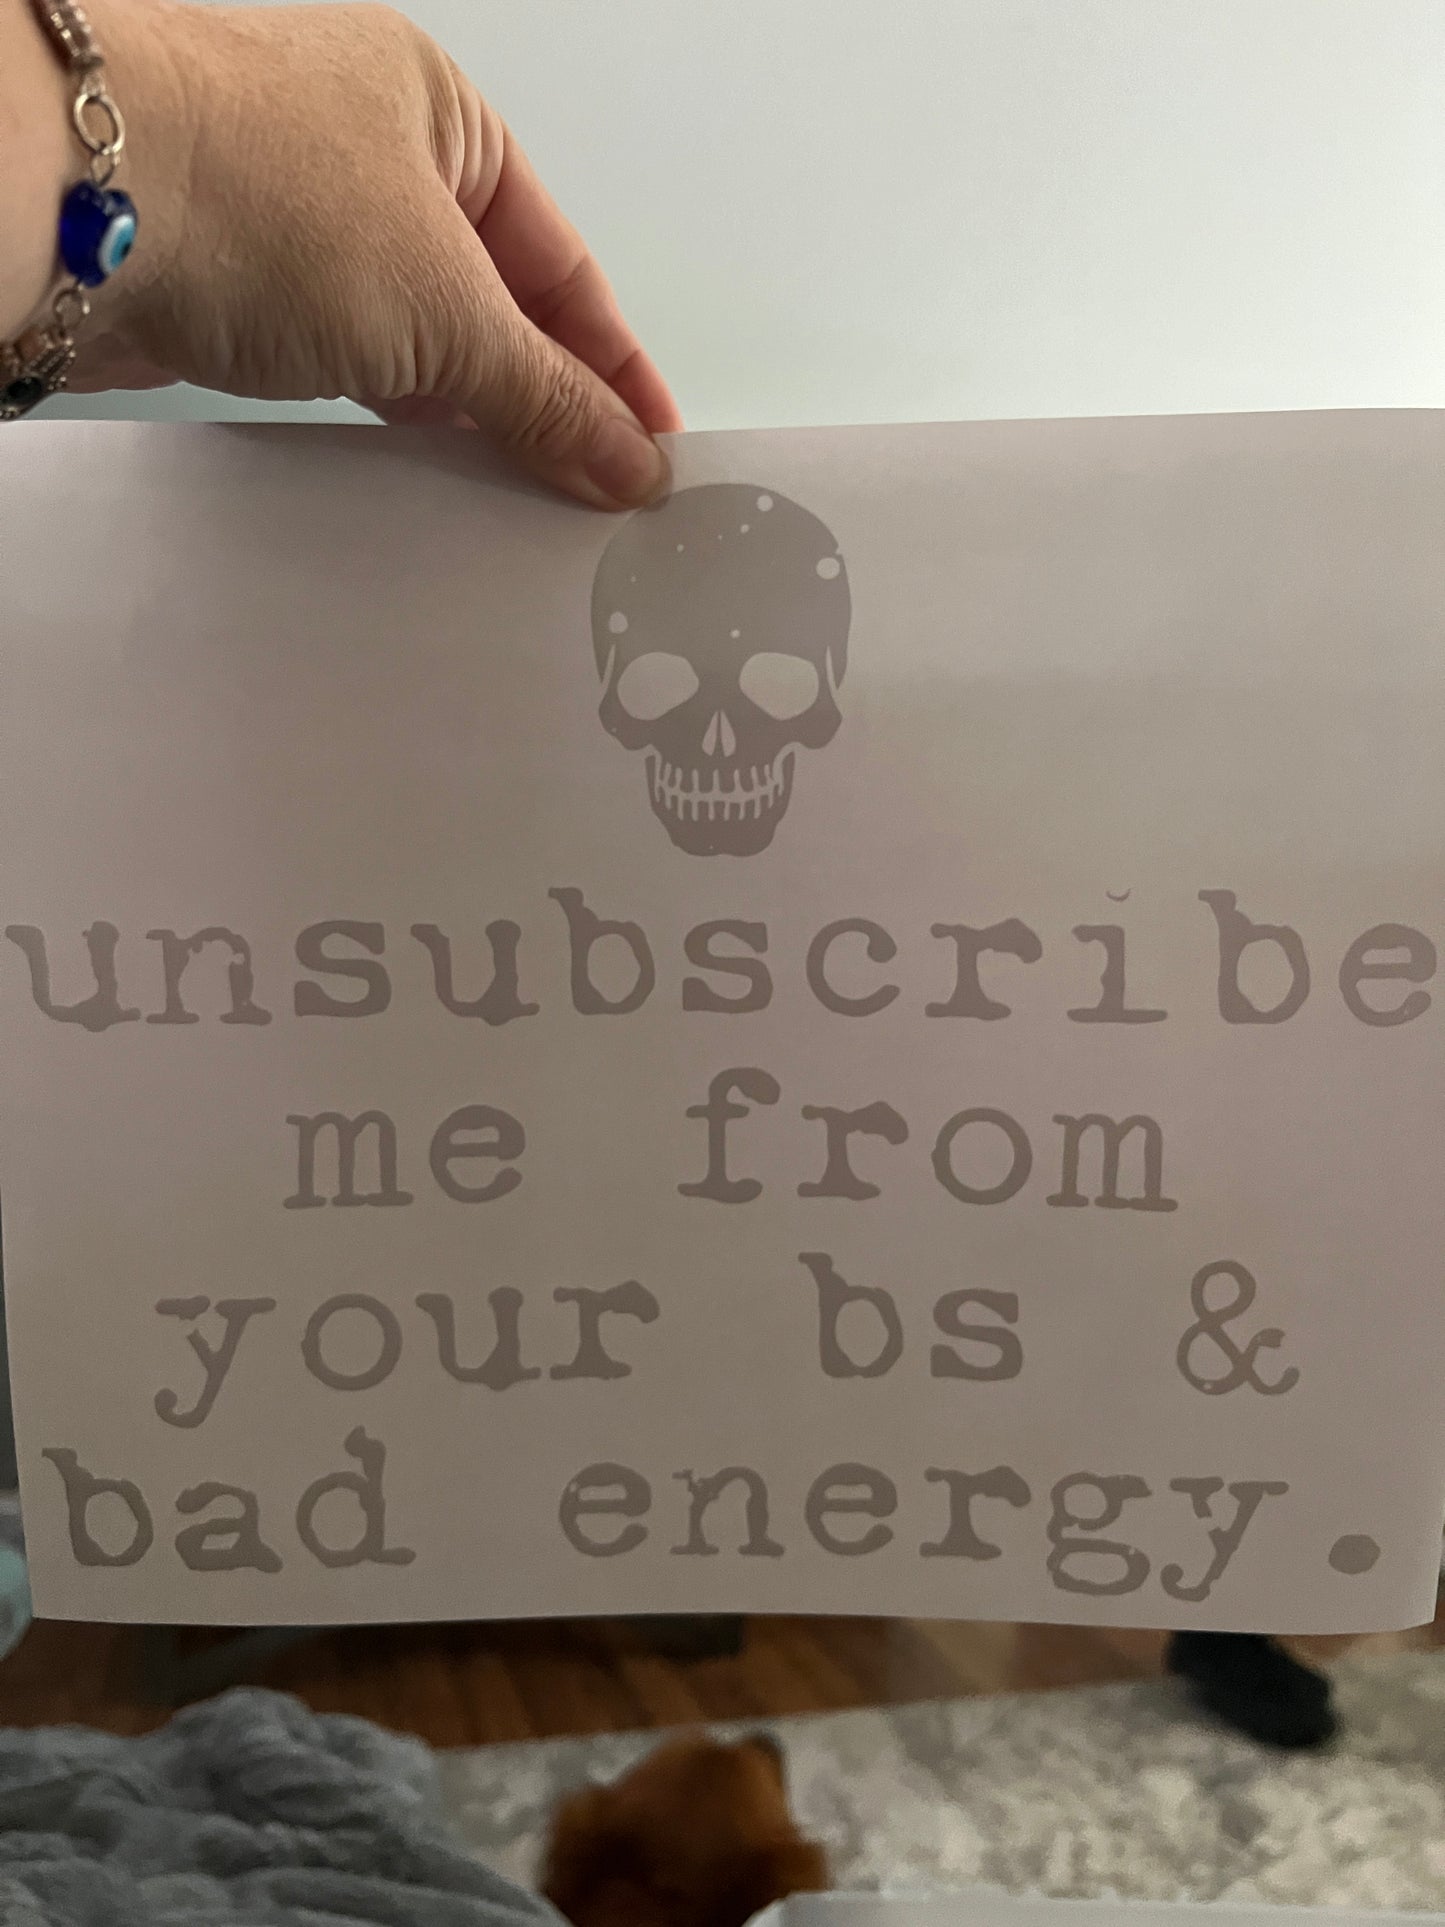 unsubscribe
me from
your bs &
bad energy.